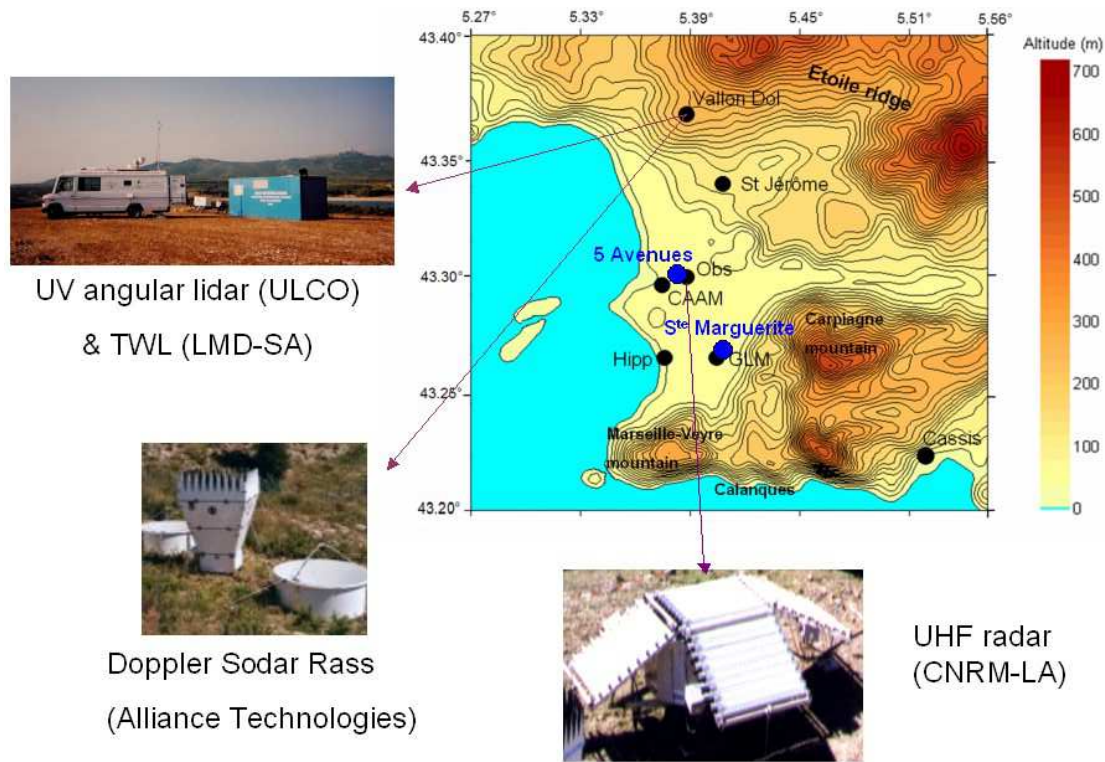 5.27° 5.33° 5.39° 5.45° 5.51° 5.56°
43.40°
43.35°
43.30°
43.25°
43.20°
Altitude (m)
700
600
500
400
300
200
100
0
Etoile ridge
Vallon Dol
St Jérôme
5 Avenues
Obs
CAAM
Ste Marguerite
Carpiagne
mountain
Hipp
GLM
Marseille-Veyre
mountain
Cassis
Calanques
UV angular lidar (ULCO)
& TWL (LMD-SA)
Doppler Sodar Rass
(Alliance Technologies)
UHF radar
(CNRM-LA)